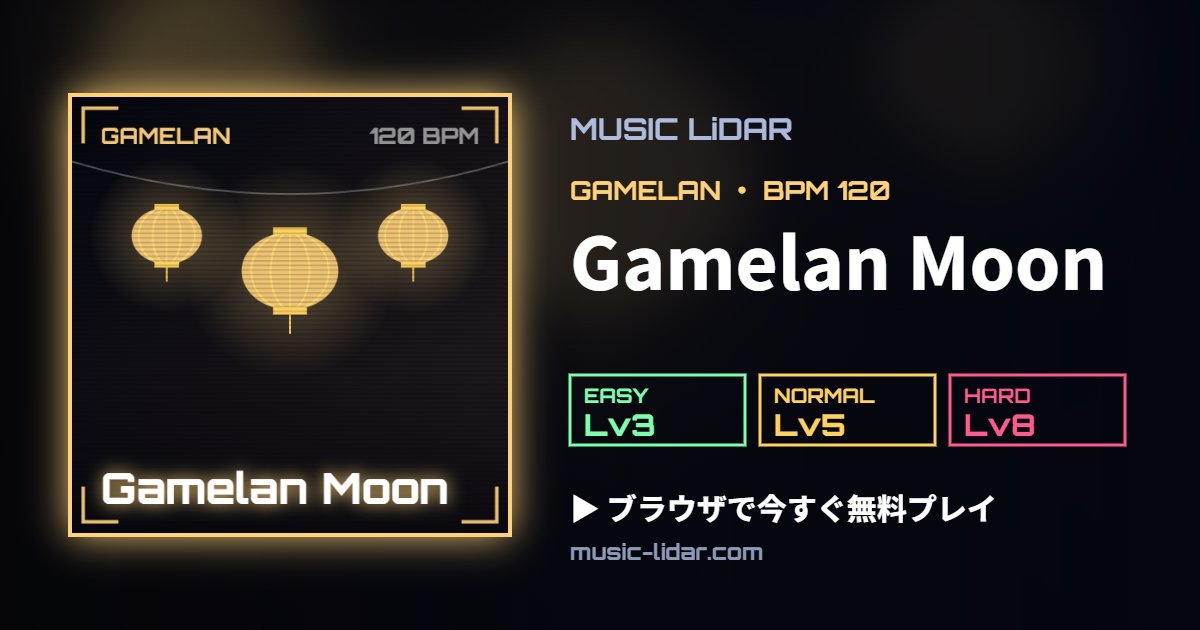 GAMELAN
120 BPM
Gamelan Moon
MUSIC LiDAR
GAMELAN • BPM 120
Gamelan Moon
EASY
Lv3
NORMAL
Lv5
HARD
Lv8
▶ ブラウザで今すぐ無料プレイ
music-lidar.com